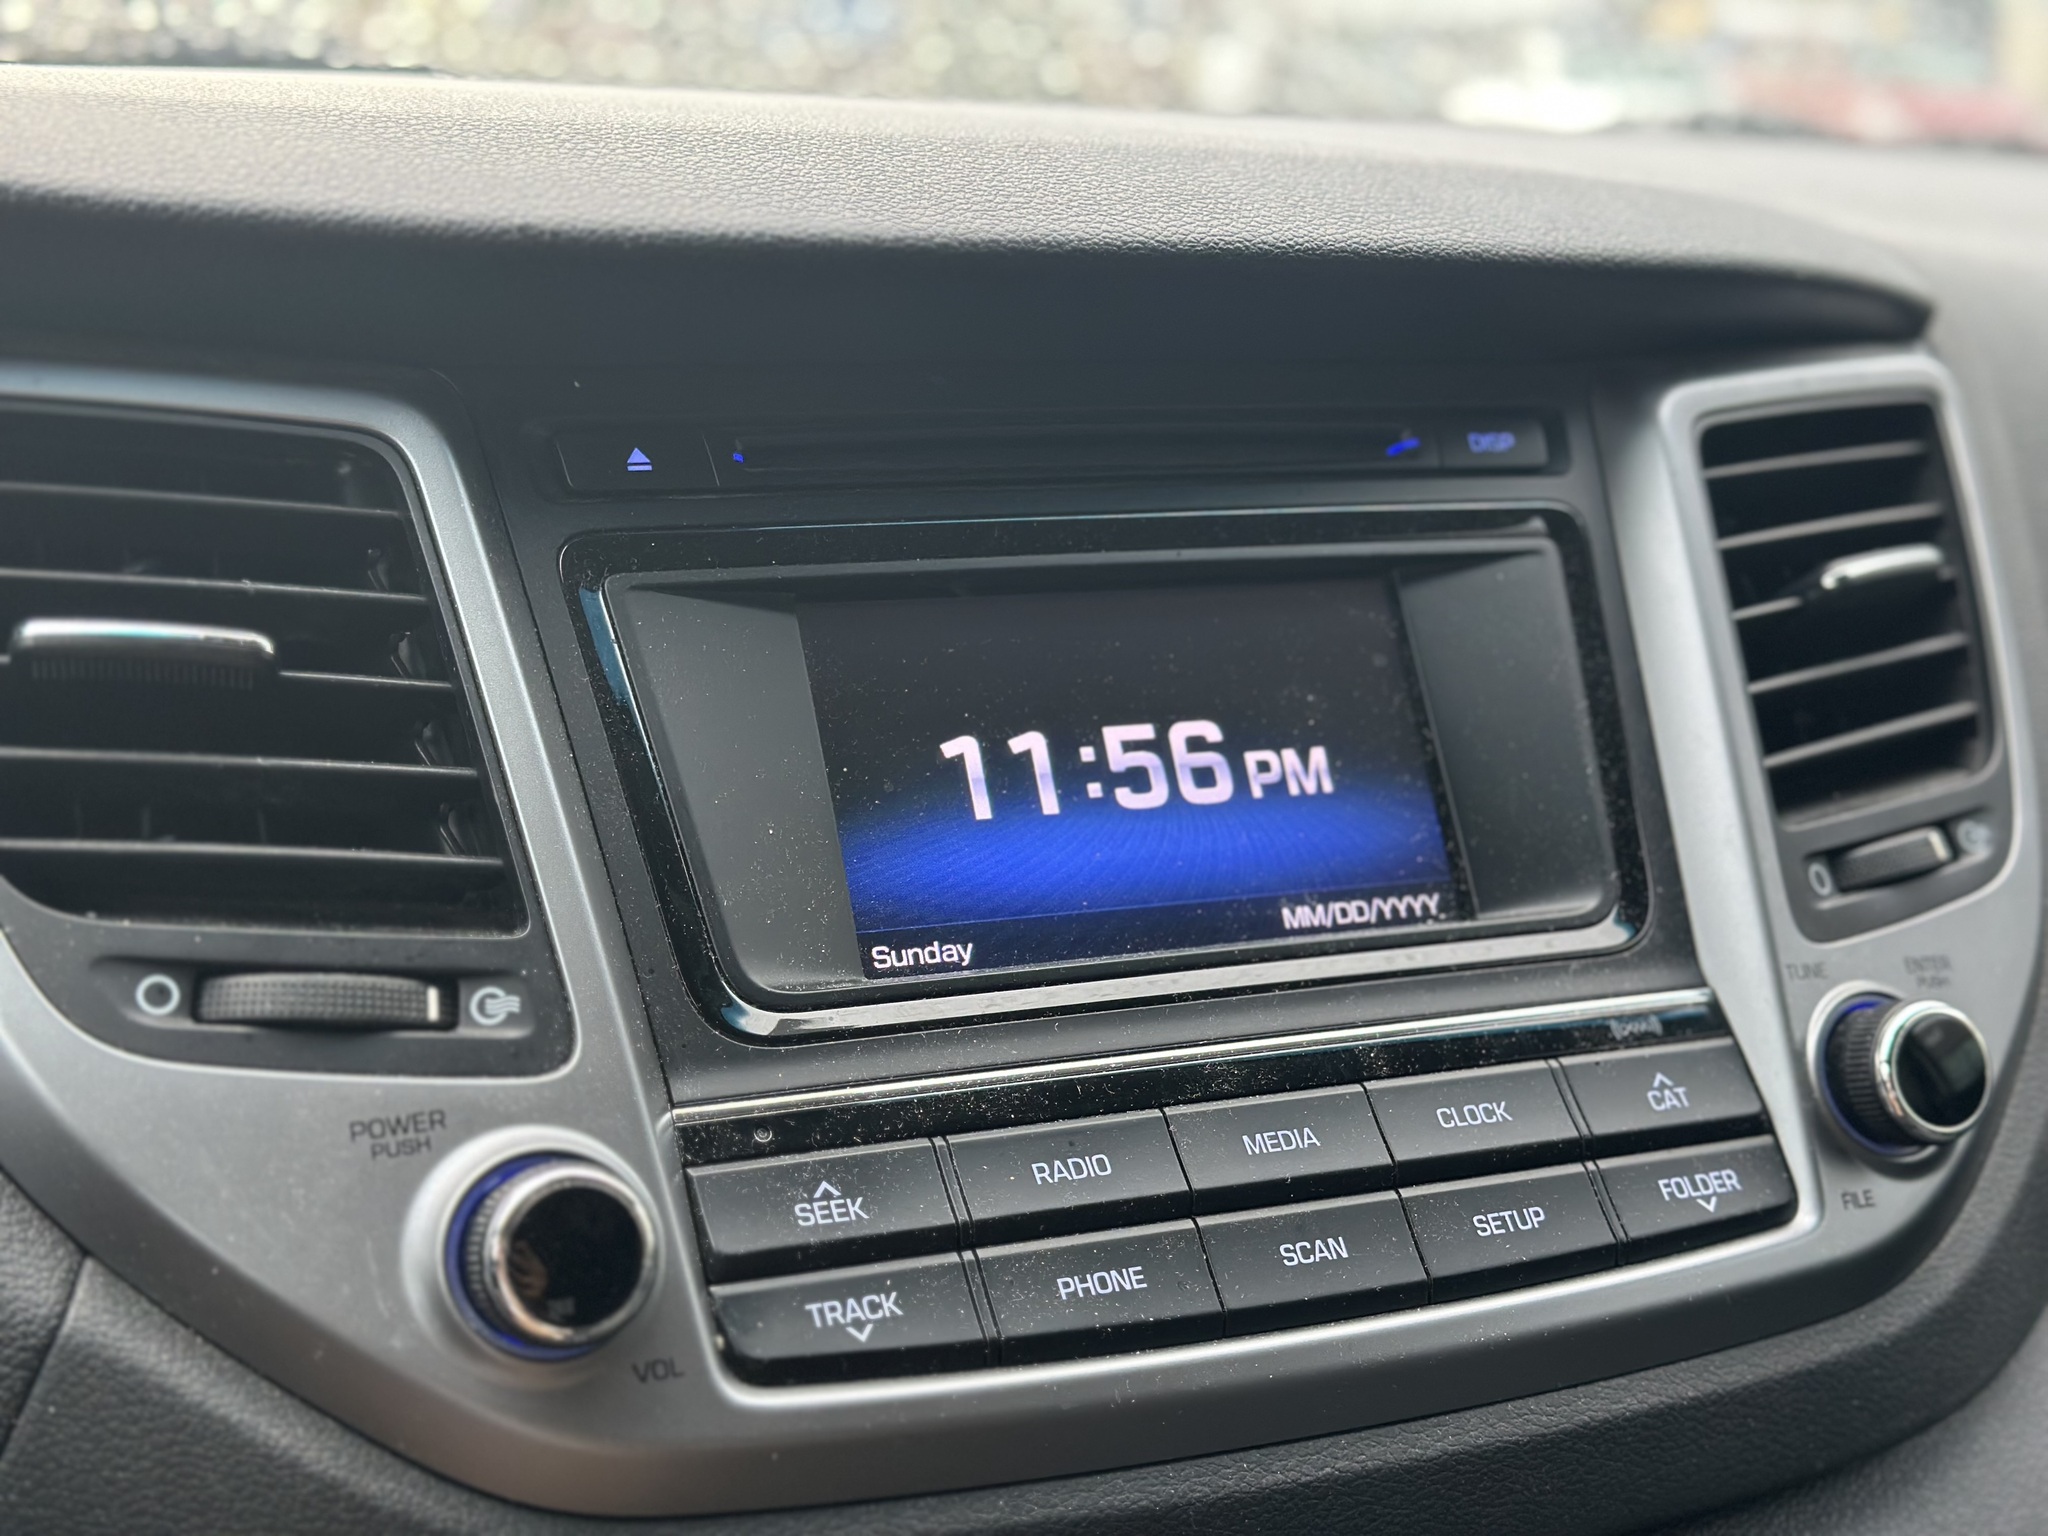 DISP
11:56 PM
Sunday
MM/DD/YYYY
TUNE
ENTER
PUSH
POWER
PUSH
VOL
SEEK
RADIO
MEDIA
CLOCK
CAT
TRACK
PHONE
SCAN
SETUP
FOLDER
FILE